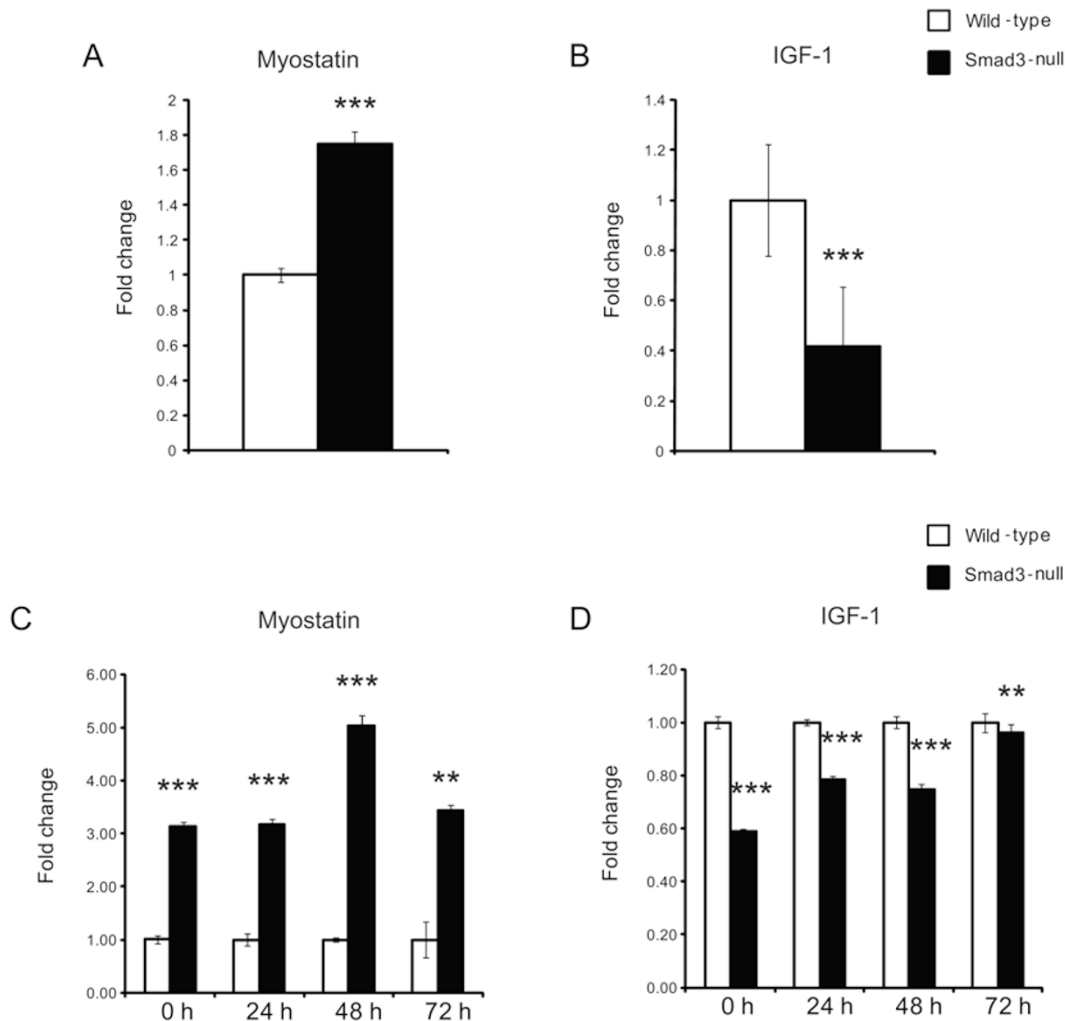 Wild-type
Smad3-null
A
Myostatin
***
Fold change
2
1.8
1.6
1.4
1.2
1
0.8
0.6
0.4
0.2
0
B
IGF-1
***
Fold change
1.4
1.2
1
0.8
0.6
0.4
0.2
0
Wild-type
Smad3-null
C
Myostatin
Fold change
6.00
5.00
4.00
3.00
2.00
1.00
0.00
*** *** *** **
0 h 24 h 48 h 72 h
D
IGF-1
Fold change
1.20
1.00
0.80
0.60
0.40
0.20
0.00
*** *** *** **
0 h 24 h 48 h 72 h